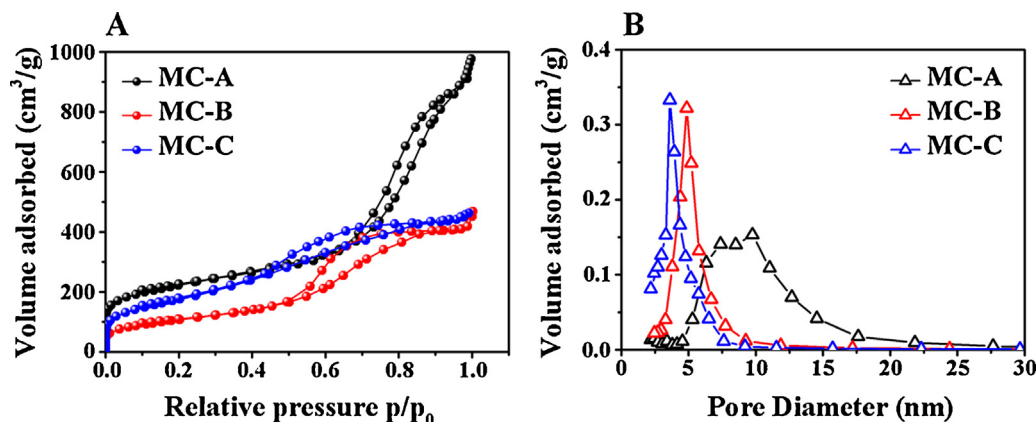 A
Volume adsorbed (cm³/g)
1000
800
600
400
200
0
MC-A
MC-B
MC-C
0.0 0.2 0.4 0.6 0.8 1.0
Relative pressure p/p₀
B
Volume adsorbed (cm³/g)
0.4
0.3
0.2
0.1
0.0
MC-A
MC-B
MC-C
0 5 10 15 20 25 30
Pore Diameter (nm)